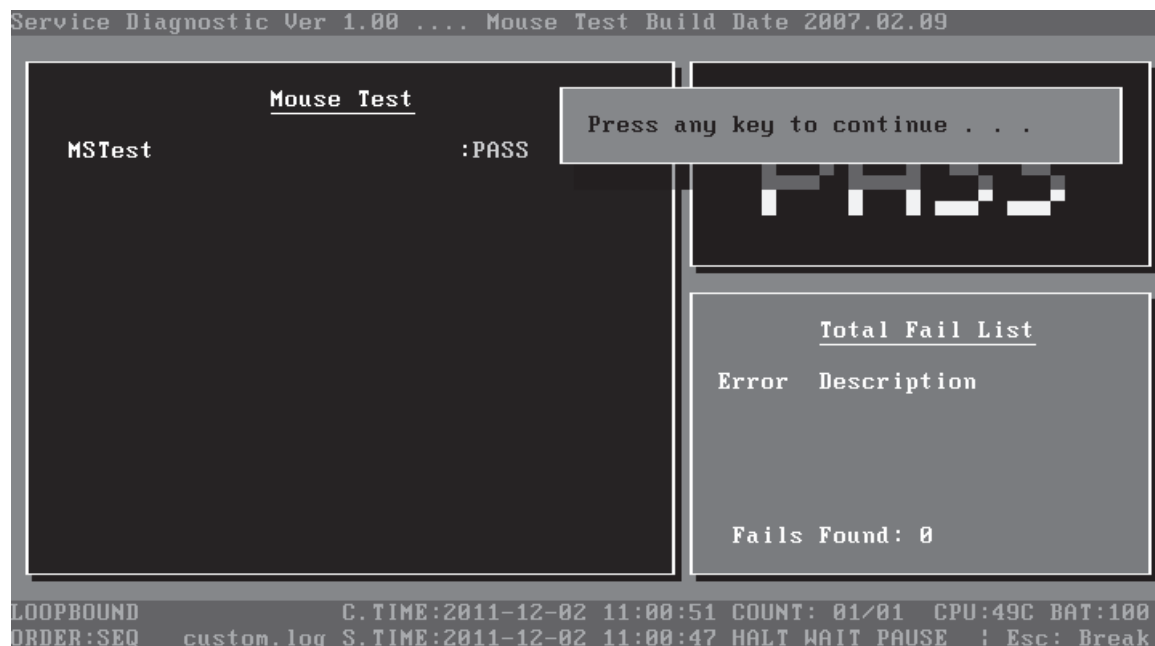 Service Diagnostic Ver 1.00 .... Mouse Test Build Date 2007.02.09
Mouse Test
MSTest :PASS
Press any key to continue . . .
PASS
Total Fail List
Error Description
Fails Found: 0
LOOPBOUND C.TIME:2011-12-02 11:00:51 COUNT: 01/01 CPU:49C BAT:100
ORDER:SEQ custom.log S.TIME:2011-12-02 11:00:47 HALT WAIT PAUSE ¦ Esc: Break